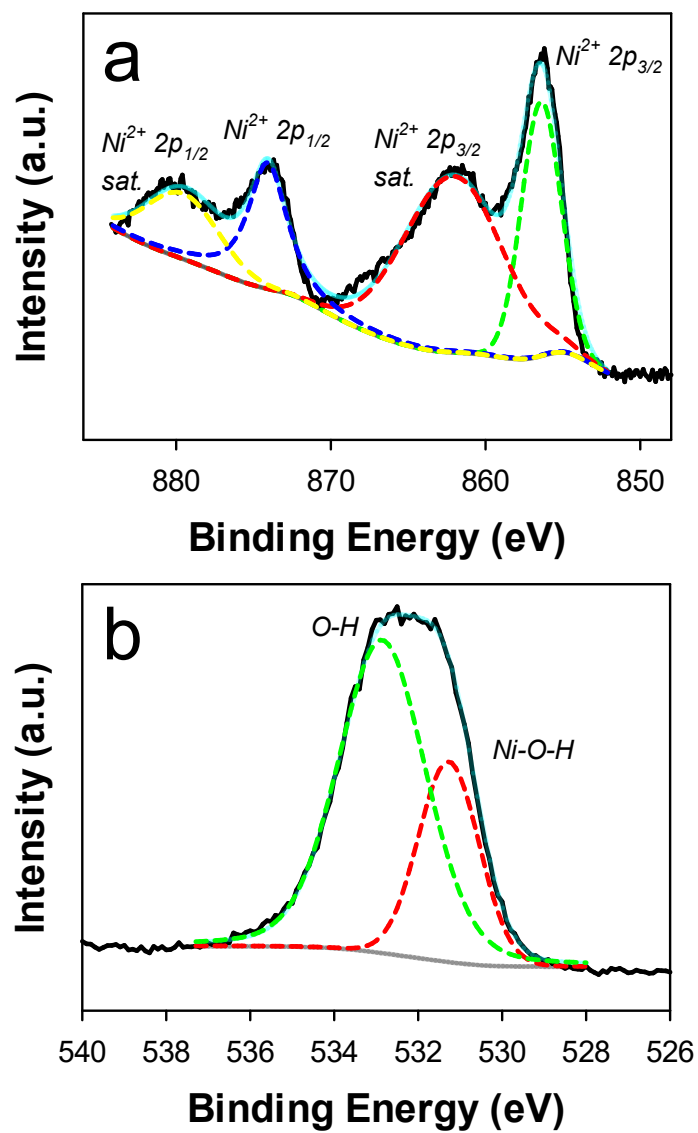 a
Ni2+ 2p3/2
Ni2+ 2p1/2
Ni2+ 2p1/2
sat.
Ni2+ 2p3/2
sat.
Intensity (a.u.)
880 870 860 850
Binding Energy (eV)
b
O-H
Ni-O-H
Intensity (a.u.)
540 538 536 534 532 530 528 526
Binding Energy (eV)